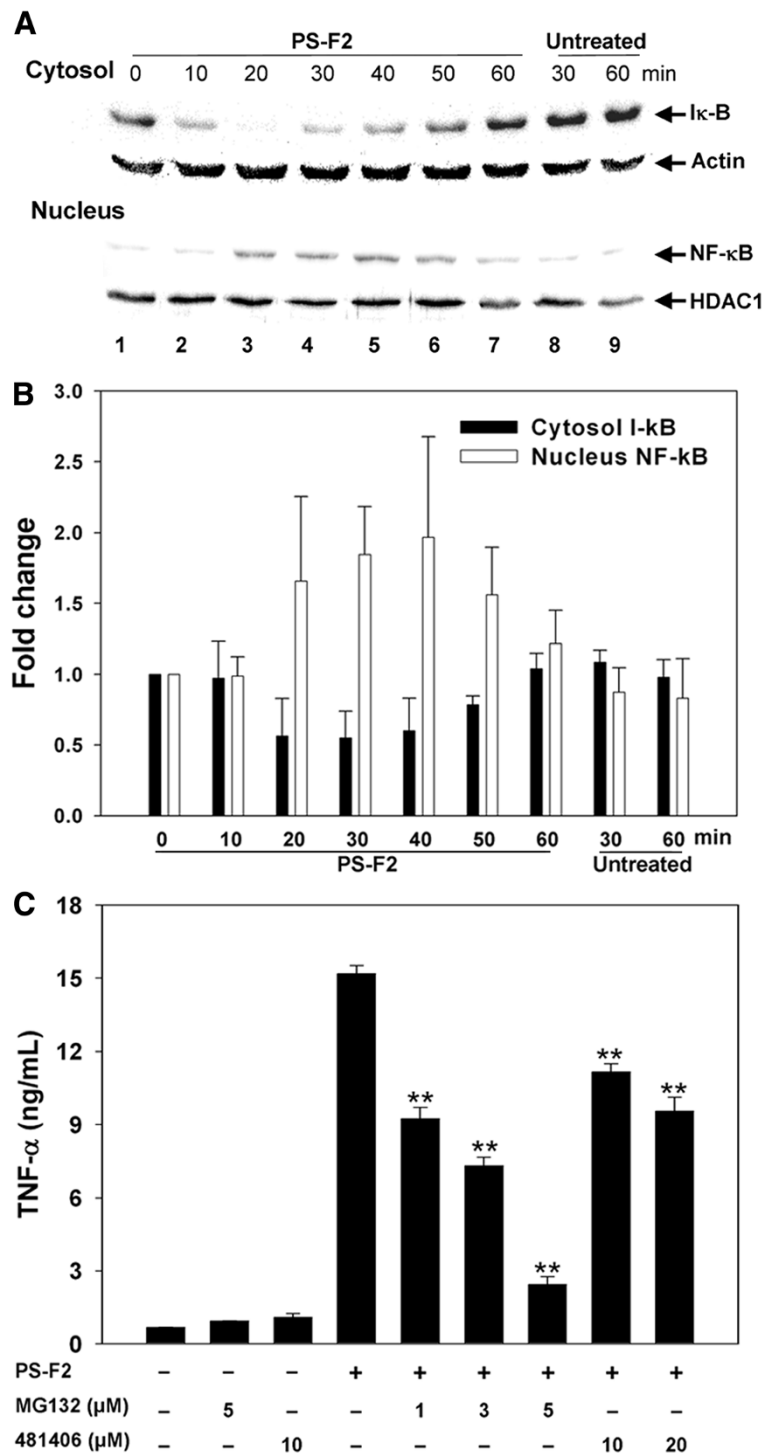 A
PS-F2 Untreated
Cytosol 0 10 20 30 40 50 60 30 60 min
Iκ-B
Actin
Nucleus
NF-κB
HDAC1
1 2 3 4 5 6 7 8 9
B
3.0
Cytosol I-kB
2.5
Nucleus NF-kB
2.0
1.5
1.0
0.5
0.0
Fold change
0 10 20 30 40 50 60 30 60 min
PS-F2 Untreated
C
18
15
12
9
6
3
0
TNF-α (ng/mL)
** ** ** ** **
PS-F2 – – – + + + + + +
MG132 (µM) – 5 – – 1 3 5 – –
481406 (µM) – – 10 – – – – 10 20